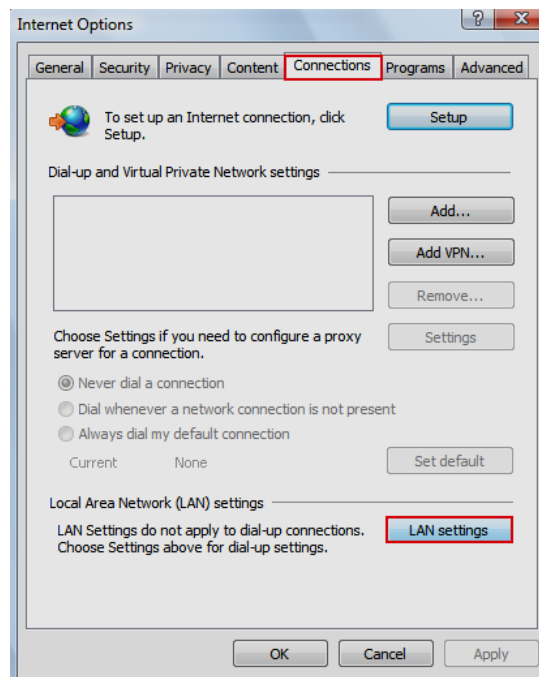 Internet Options
?
X
General Security Privacy Content Connections Programs Advanced
To set up an Internet connection, click
Setup.
Setup
Dial-up and Virtual Private Network settings
Add...
Add VPN...
Remove...
Choose Settings if you need to configure a proxy
server for a connection.
Settings
Never dial a connection
Dial whenever a network connection is not present
Always dial my default connection
Current None
Set default
Local Area Network (LAN) settings
LAN Settings do not apply to dial-up connections.
Choose Settings above for dial-up settings.
LAN settings
OK Cancel Apply